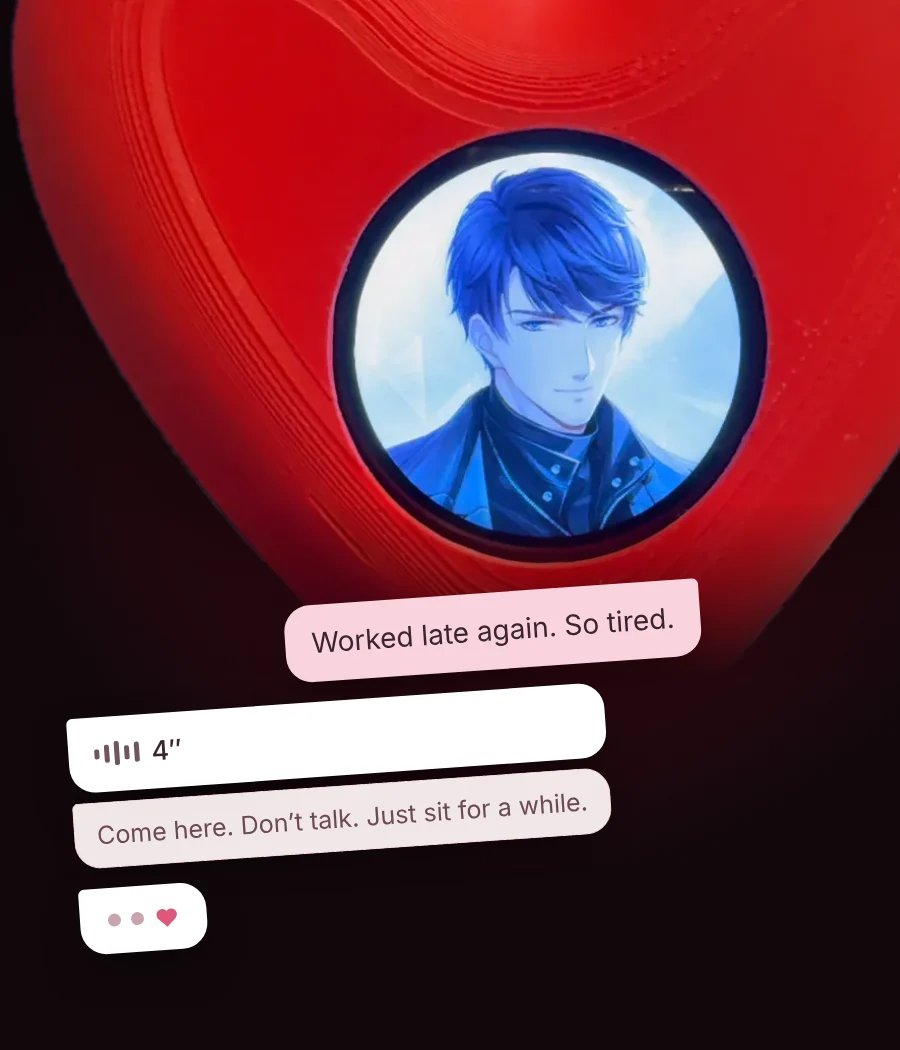 Worked late again. So tired.
4″
Come here. Don’t talk. Just sit for a while.